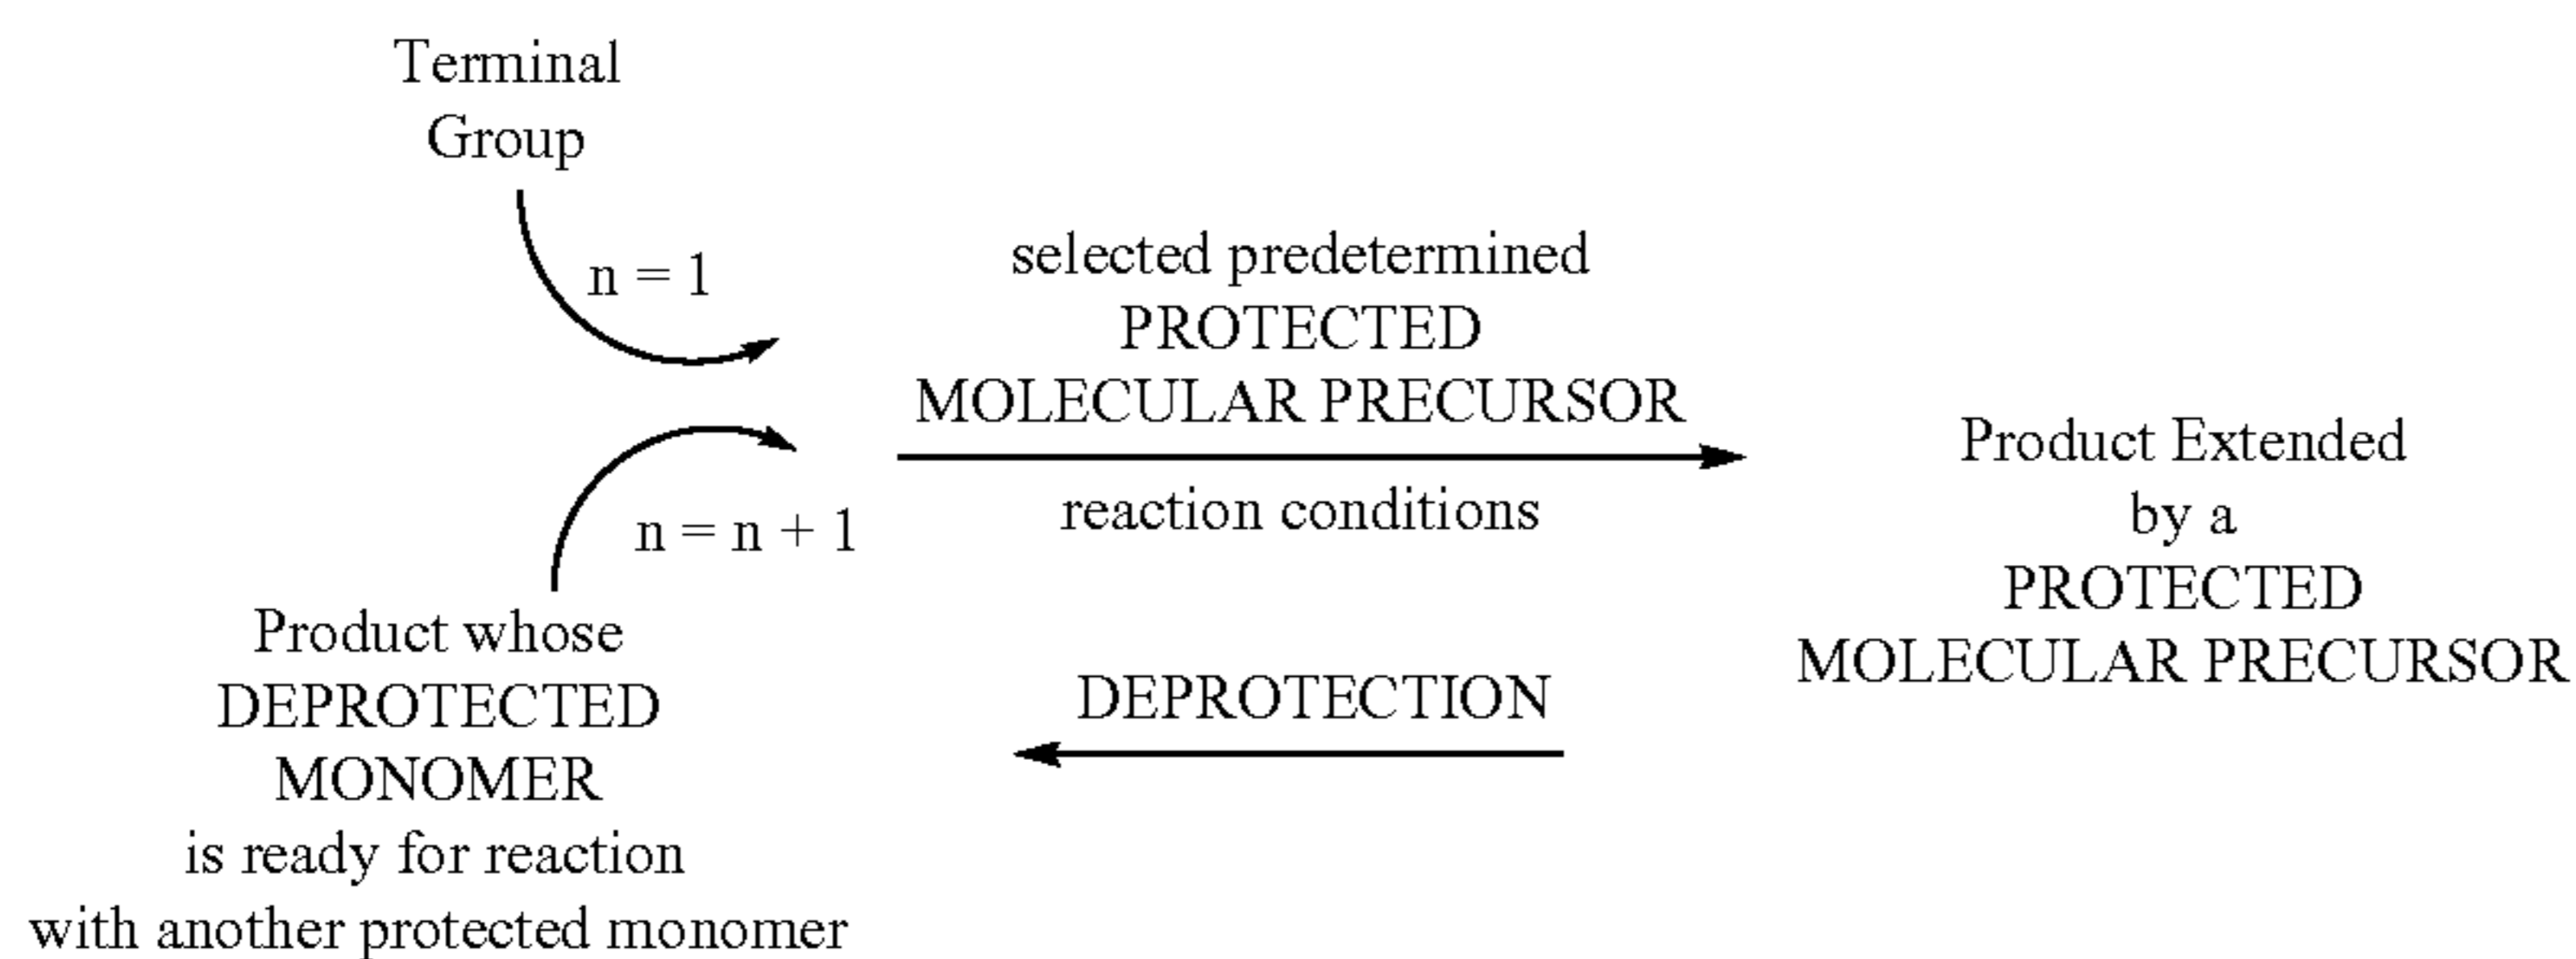 Terminal
Group
n = 1
selected predetermined
PROTECTED
MOLECULAR PRECURSOR
reaction conditions
n = n + 1
Product Extended
by a
PROTECTED
MOLECULAR PRECURSOR
DEPROTECTION
Product whose
DEPROTECTED
MONOMER
is ready for reaction
with another protected monomer